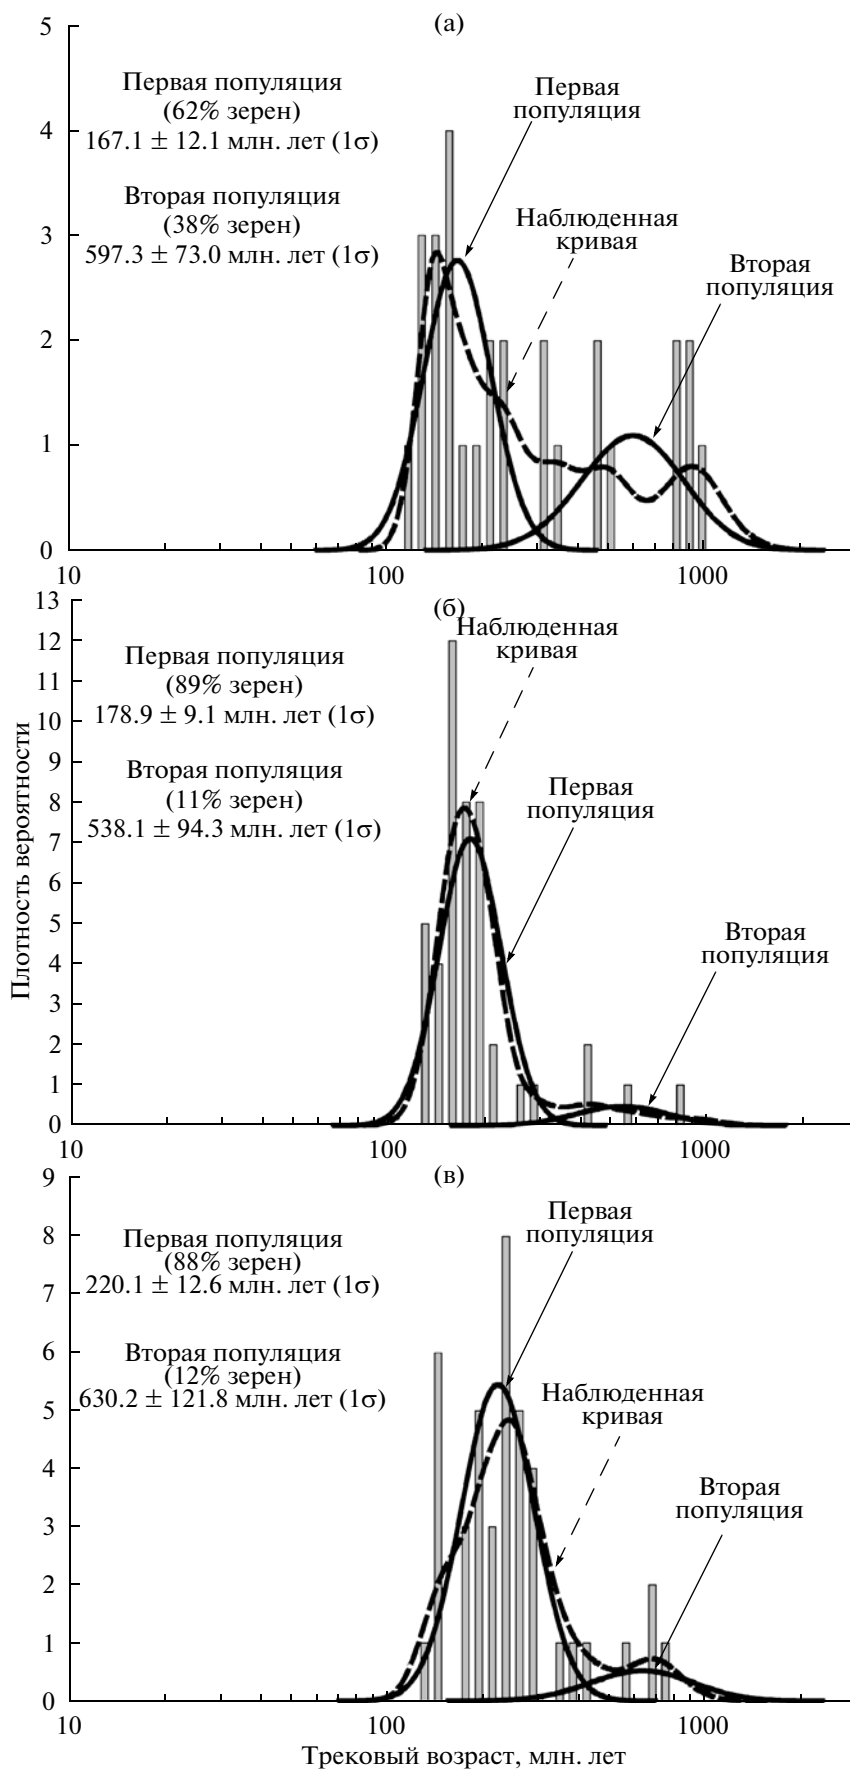 (а)
5
4
3
2
1
0
Первая популяция
(62% зерен)
167.1 ± 12.1 млн. лет (1σ)
Вторая популяция
(38% зерен)
597.3 ± 73.0 млн. лет (1σ)
Первая
популяция
Наблюденная
кривая
Вторая
популяция
10
100
1000
(б)
13
12
11
10
9
8
7
6
5
4
3
2
1
0
Первая популяция
(89% зерен)
178.9 ± 9.1 млн. лет (1σ)
Вторая популяция
(11% зерен)
538.1 ± 94.3 млн. лет (1σ)
Наблюденная
кривая
Первая
популяция
Вторая
популяция
Плотность вероятности
10
100
1000
(в)
9
8
7
6
5
4
3
2
1
0
Первая популяция
(88% зерен)
220.1 ± 12.6 млн. лет (1σ)
Вторая популяция
(12% зерен)
630.2 ± 121.8 млн. лет (1σ)
Первая
популяция
Наблюденная
кривая
Вторая
популяция
10
100
1000
Трековый возраст, млн. лет